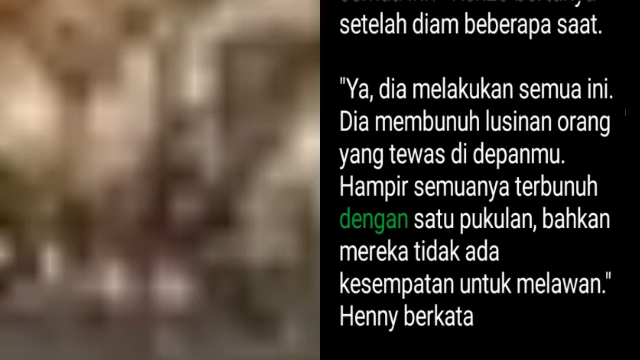 setelah diam beberapa saat.
"Ya, dia melakukan semua ini.
Dia membunuh lusinan orang
yang tewas di depanmu.
Hampir semuanya terbunuh
dengan satu pukulan, bahkan
mereka tidak ada
kesempatan untuk melawan."
Henny berkata